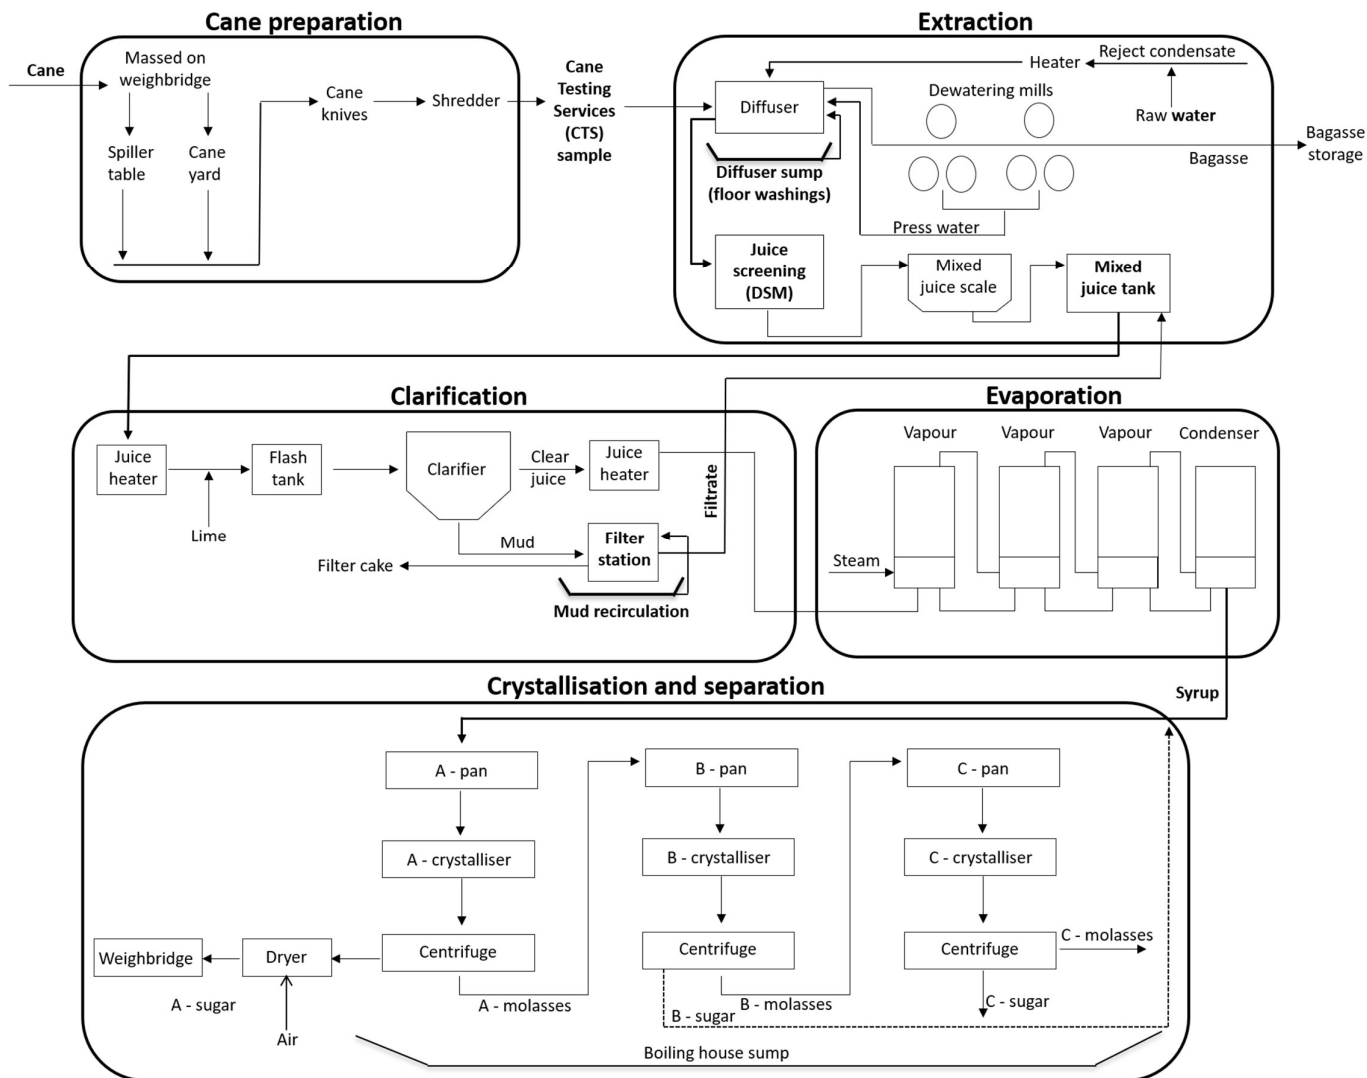 Cane preparation
Cane
Massed on
weighbridge
Spiller
table
Cane
yard
Cane
knives
Shredder
Cane
Testing
Services
(CTS)
sample
Extraction
Diffuser
Heater
Reject condensate
Raw water
Dewatering mills
Bagasse
Bagasse
storage
Diffuser sump
(floor washings)
Press water
Juice
screening
(DSM)
Mixed
juice scale
Mixed
juice tank
Clarification
Juice
heater
Lime
Flash
tank
Clarifier
Clear
juice
Juice
heater
Filtrate
Mud
Filter
station
Filter cake
Mud recirculation
Evaporation
Vapour
Vapour
Vapour
Condenser
Steam
Syrup
Crystallisation and separation
A - pan
B - pan
C - pan
A - crystalliser
B - crystalliser
C - crystalliser
Weighbridge
Dryer
Centrifuge
Centrifuge
Centrifuge
C - molasses
A - sugar
A - molasses
B - sugar
B - molasses
C - sugar
Air
Boiling house sump